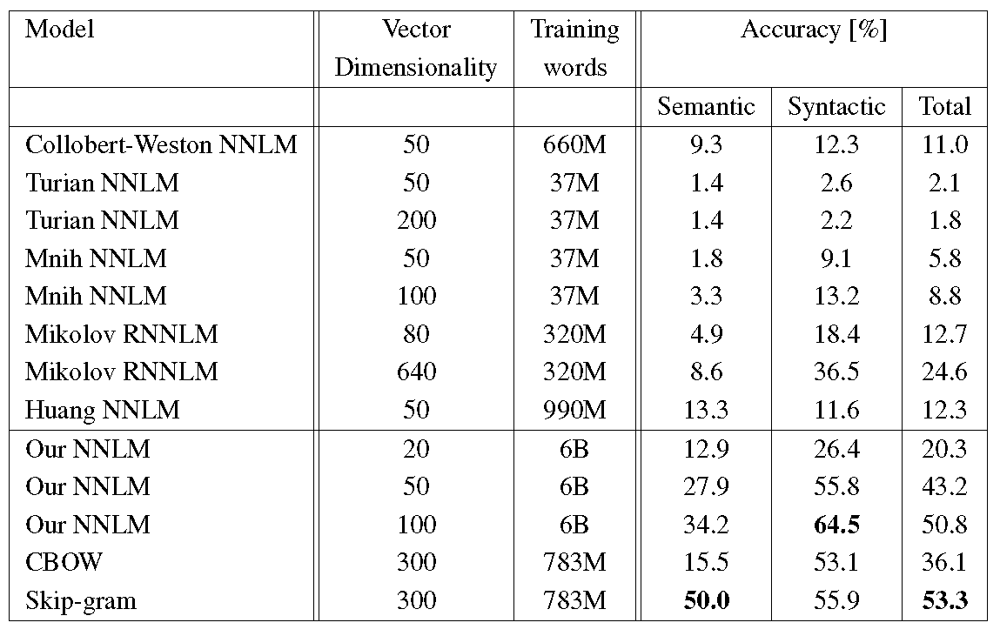 Model Vector Training Accuracy [%]
Dimensionality words
Semantic Syntactic Total
Collobert-Weston NNLM 50 660M 9.3 12.3 11.0
Turian NNLM 50 37M 1.4 2.6 2.1
Turian NNLM 200 37M 1.4 2.2 1.8
Mnih NNLM 50 37M 1.8 9.1 5.8
Mnih NNLM 100 37M 3.3 13.2 8.8
Mikolov RNNLM 80 320M 4.9 18.4 12.7
Mikolov RNNLM 640 320M 8.6 36.5 24.6
Huang NNLM 50 990M 13.3 11.6 12.3
Our NNLM 20 6B 12.9 26.4 20.3
Our NNLM 50 6B 27.9 55.8 43.2
Our NNLM 100 6B 34.2 64.5 50.8
CBOW 300 783M 15.5 53.1 36.1
Skip-gram 300 783M 50.0 55.9 53.3